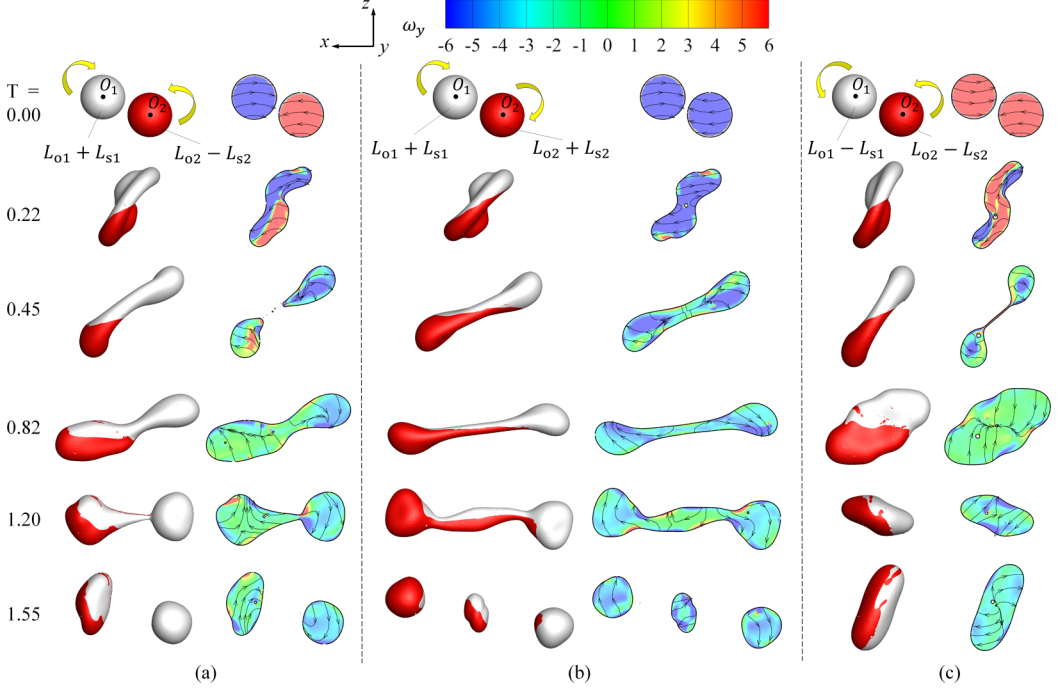 z
x
y
ω_y
-6 -5 -4 -3 -2 -1 0 1 2 3 4 5 6
T =
0.00
O_1
O_2
L_o1 + L_s1
L_o2 − L_s2
O_1
O_2
L_o1 + L_s1
L_o2 + L_s2
O_1
O_2
L_o1 − L_s1
L_o2 − L_s2
0.22
0.45
0.82
1.20
1.55
(a)
(b)
(c)